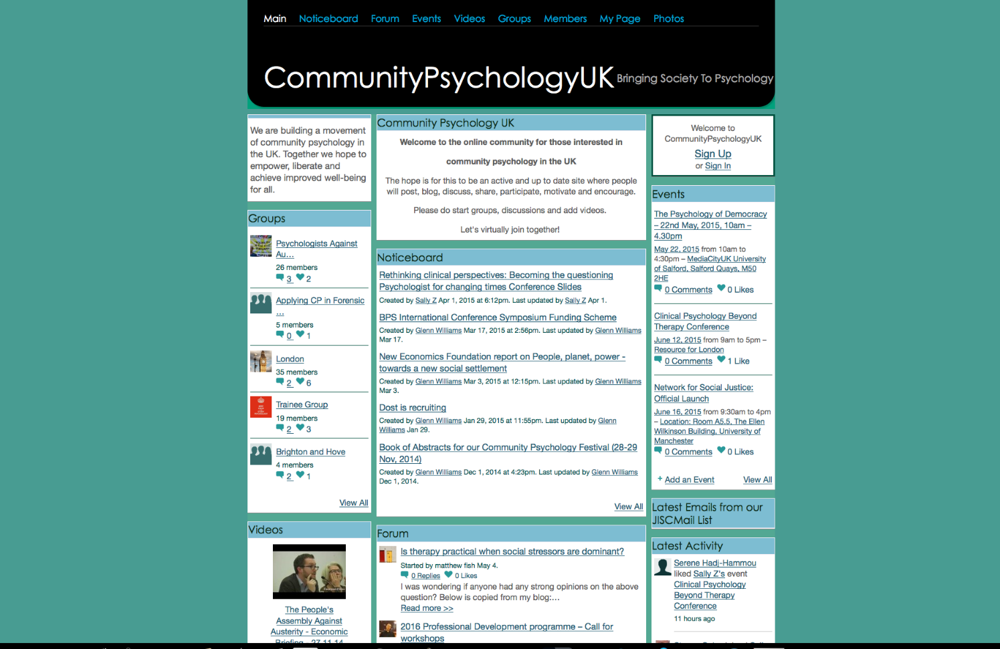 Main Noticeboard Forum Events Videos Groups Members My Page Photos
CommunityPsychologyUK Bringing Society To Psychology
We are building a movement
of community psychology in
the UK. Together we hope to
empower, liberate and
achieve improved well-being
for all.
Groups
Psychologists Against
Au...
26 members
3 2
Applying CP in Forensic
...
5 members
0 1
London
35 members
2 6
Trainee Group
19 members
2 3
Brighton and Hove
4 members
2 1
View All
Videos
The People's
Assembly Against
Austerity - Economic
Briefing - 27.11.14
Community Psychology UK
Welcome to the online community for those interested in
community psychology in the UK
The hope is for this to be an active and up to date site where people
will post, blog, discuss, share, participate, motivate and encourage.
Please do start groups, discussions and add videos.
Let's virtually join together!
Noticeboard
Rethinking clinical perspectives: Becoming the questioning
Psychologist for changing times Conference Slides
Created by Sally Z Apr 1, 2015 at 6:12pm. Last updated by Sally Z Apr 1.
BPS International Conference Symposium Funding Scheme
Created by Glenn Williams Mar 17, 2015 at 2:56pm. Last updated by Glenn Williams
Mar 17.
New Economics Foundation report on People, planet, power -
towards a new social settlement
Created by Glenn Williams Mar 3, 2015 at 12:15pm. Last updated by Glenn Williams
Mar 3.
Dost is recruiting
Created by Glenn Williams Jan 29, 2015 at 11:55pm. Last updated by Glenn
Williams Jan 29.
Book of Abstracts for our Community Psychology Festival (28-29
Nov, 2014)
Created by Glenn Williams Dec 1, 2014 at 4:23pm. Last updated by Glenn Williams
Dec 1, 2014.
View All
Forum
Is therapy practical when social stressors are dominant?
Started by matthew fish May 4.
0 Replies 0 Likes
I was wondering if anyone had any strong opinions on the above
question? Below is copied from my blog:...
Read more >>
2016 Professional Development programme – Call for
workshops
Welcome to
CommunityPsychologyUK
Sign Up
or Sign In
Events
The Psychology of Democracy
– 22nd May, 2015, 10am –
4.30pm
May 22, 2015 from 10am to
4:30pm – MediaCityUK University
of Salford, Salford Quays, M50
2HE
0 Comments 0 Likes
Clinical Psychology Beyond
Therapy Conference
June 12, 2015 from 9am to 5pm –
Resource for London
0 Comments 1 Like
Network for Social Justice:
Official Launch
June 16, 2015 from 9:30am to 4pm
– Location: Room A5.5, The Ellen
Wilkinson Building, University of
Manchester
0 Comments 0 Likes
+ Add an Event View All
Latest Emails from our
JISCMail List
Latest Activity
Serene Hadj-Hammou
liked Sally Z's event
Clinical Psychology
Beyond Therapy
Conference
11 hours ago